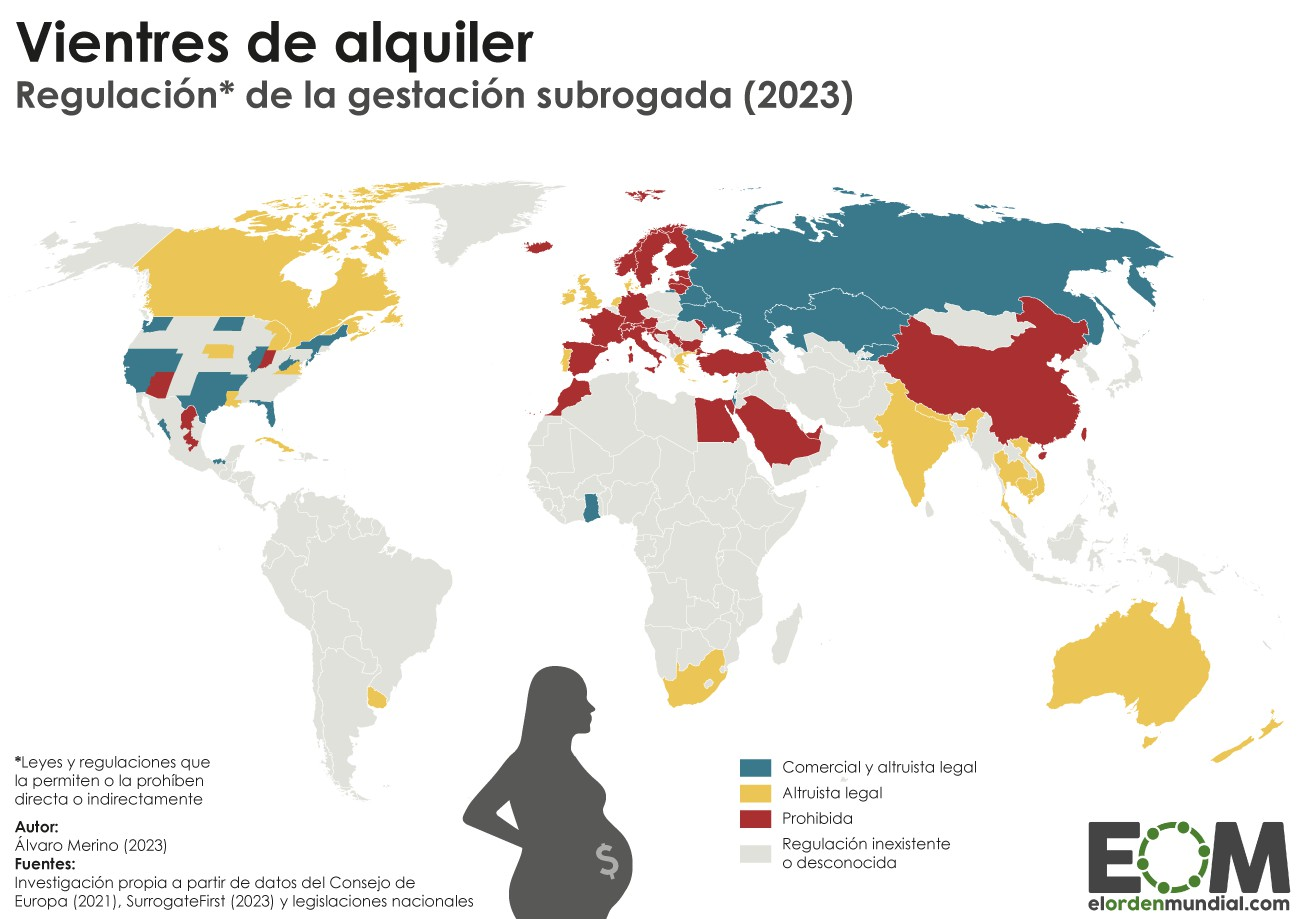 Vientres de alquiler
Regulación* de la gestación subrogada (2023)
*Leyes y regulaciones que
la permiten o la prohíben
directa o indirectamente
Autor:
Álvaro Merino (2023)
Fuentes:
Investigación propia a partir de datos del Consejo de
Europa (2021), SurrogateFirst (2023) y legislaciones nacionales
$
Comercial y altruista legal
Altruista legal
Prohibida
Regulación inexistente
o desconocida
EOM
elordenmundial.com